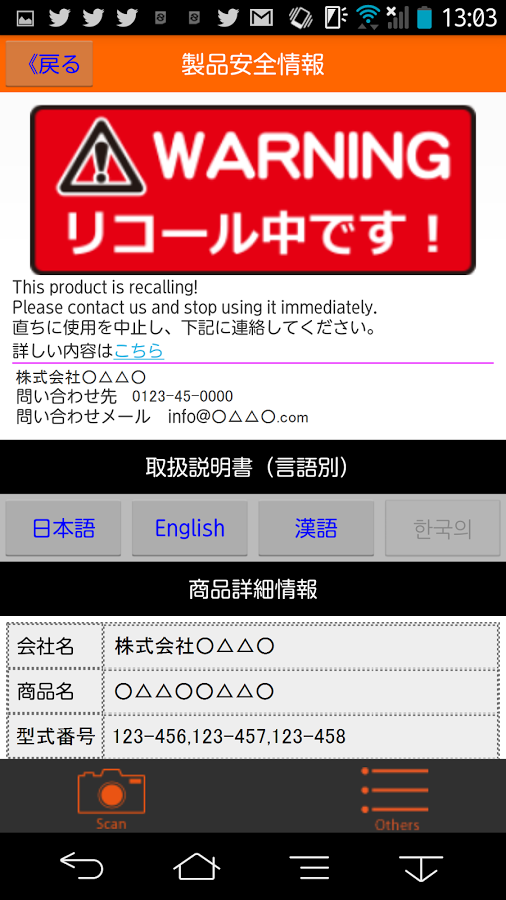 13:03
《戻る
製品安全情報
WARNING
リコール中です！
This product is recalling!
Please contact us and stop using it immediately.
直ちに使用を中止し、下記に連絡してください。
詳しい内容はこちら
株式会社〇△△〇
問い合わせ先 0123-45-0000
問い合わせメール info@〇△△〇.com
取扱説明書（言語別）
日本語 English 漢語 한국의
商品詳細情報
会社名 株式会社〇△△〇
商品名 〇△△〇〇△△〇
型式番号 123-456,123-457,123-458
Scan Others